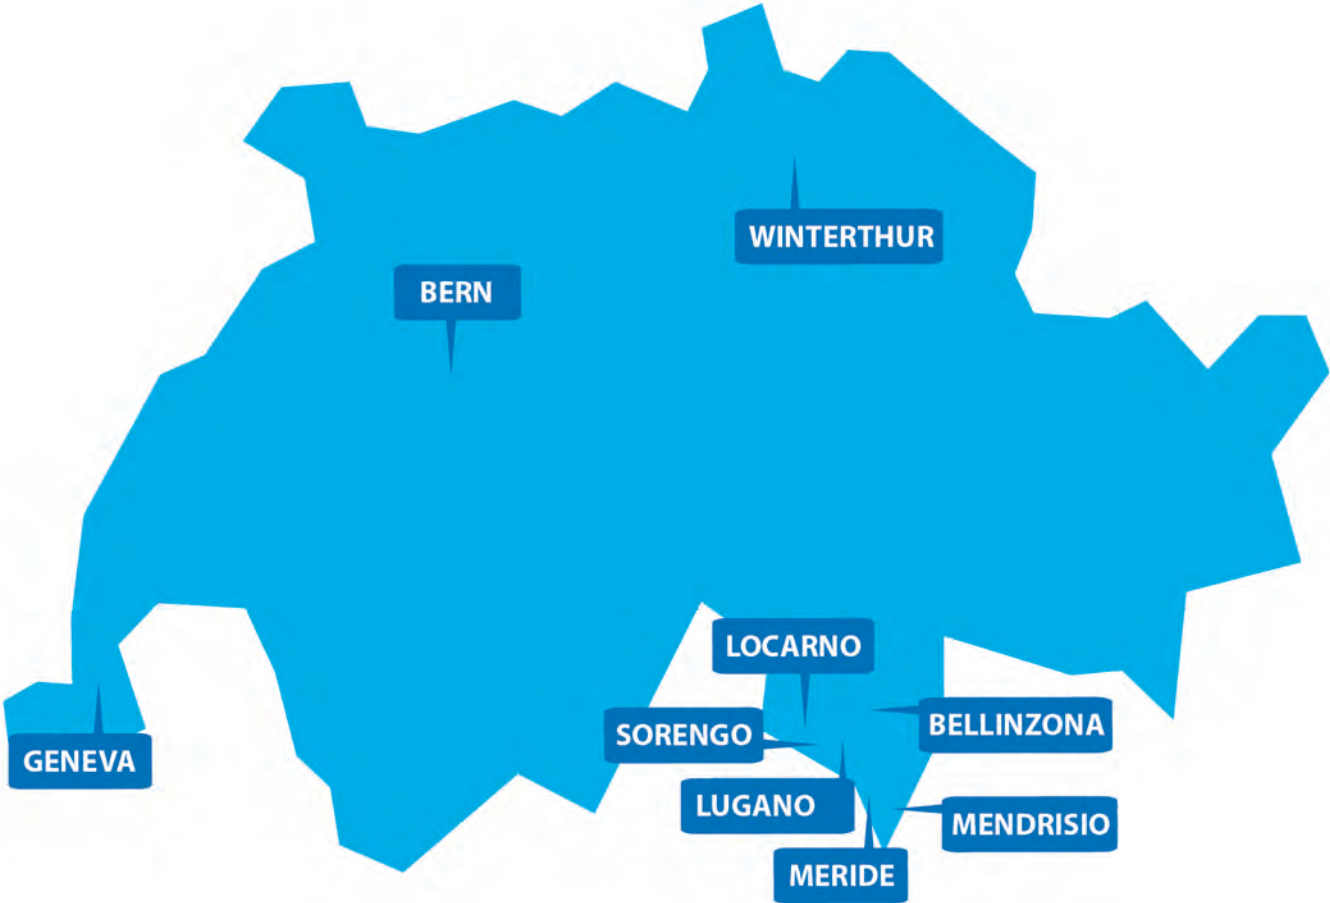 WINTERTHUR
BERN
LOCARNO
SORENGO
BELLINZONA
GENEVA
LUGANO
MENDRISIO
MERIDE